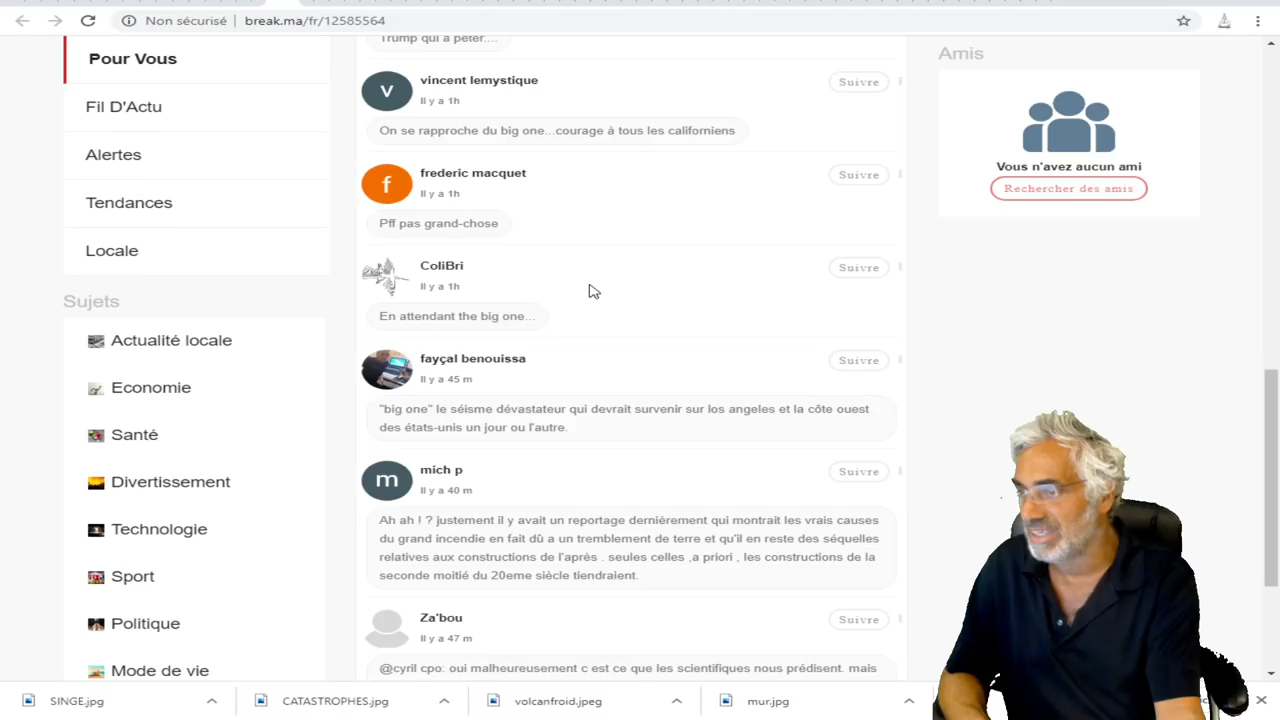 Non sécurisé | break.ma/fr/12585564
Pour Vous
Fil D'Actu
Alertes
Tendances
Locale
Sujets
Actualité locale
Economie
Santé
Divertissement
Technologie
Sport
Politique
Mode de vie
Trump qui a péter....
vincent lemystique
Suivre
Il y a 1h
On se rapproche du big one...courage à tous les californiens
frederic macquet
Suivre
Il y a 1h
Pff pas grand-chose
ColiBri
Suivre
Il y a 1h
En attendant the big one...
fayçal benouissa
Suivre
Il y a 45 m
"big one" le séisme dévastateur qui devrait survenir sur los angeles et la côte ouest
des états-unis un jour ou l'autre.
mich p
Suivre
Il y a 40 m
Ah ah ! ? justement il y avait un reportage dernièrement qui montrait les vrais causes
du grand incendie en fait dû a un tremblement de terre et qu'il en reste des séquelles
relatives aux constructions de l'après . seules celles ,a priori , les constructions de la
seconde moitié du 20eme siècle tiendraient.
Za'bou
Suivre
Il y a 47 m
@cyril cpo: oui malheureusement c est ce que les scientifiques nous prédisent. mais
Amis
Vous n'avez aucun ami
Rechercher des amis
SINGE.jpg
CATASTROPHES.jpg
volcanfroid.jpeg
mur.jpg